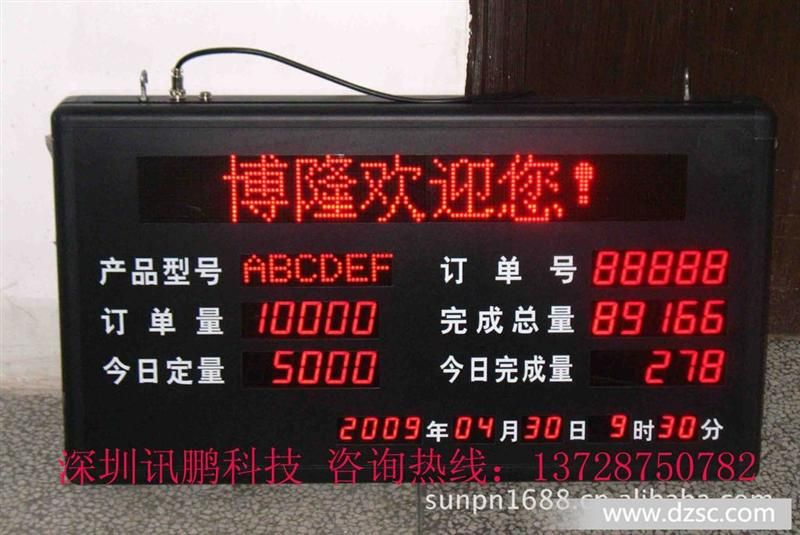 博隆欢迎您!
产品型号 ABCDEF 订单号 88888
订单量 10000 完成总量 89166
今日定量 5000 今日完成量 278
2009年04月30日 9时30分
深圳讯鹏科技 咨询热线：13728750782
sunpn1688.cn.alibaba.com
www.dzsc.com